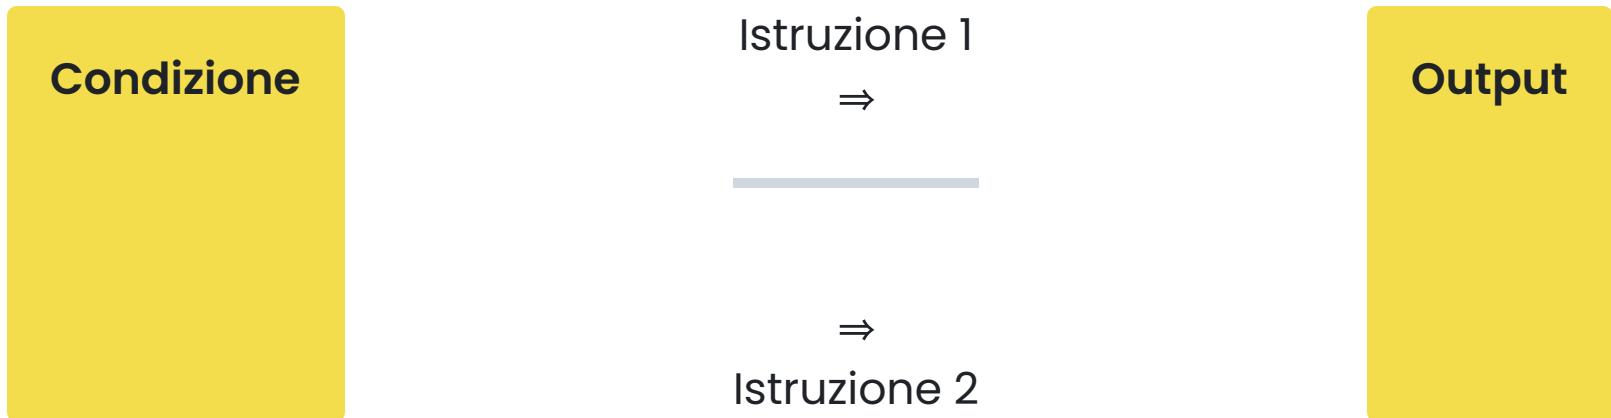 Condizione
Istruzione 1
⇒
⇒
Istruzione 2
Output